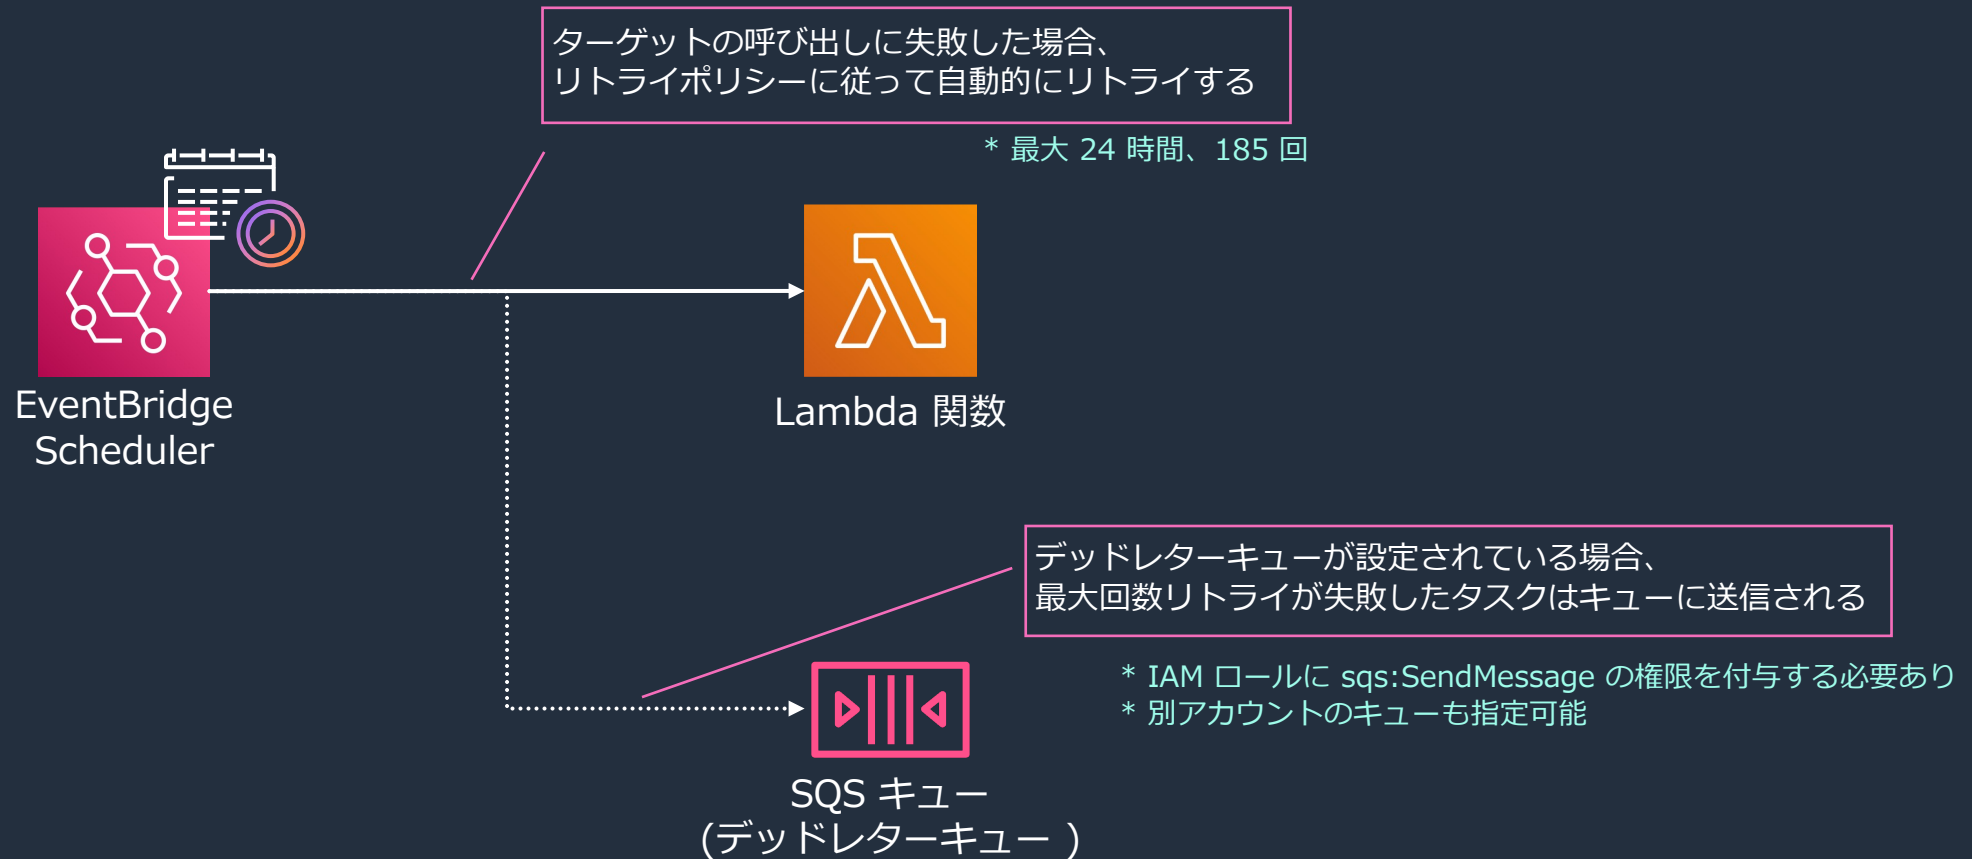 ターゲットの呼び出しに失敗した場合、
リトライポリシーに従って自動的にリトライする
* 最大 24 時間、185 回
EventBridge
Scheduler
Lambda 関数
デッドレターキューが設定されている場合、
最大回数リトライが失敗したタスクはキューに送信される
* IAM ロールに sqs:SendMessage の権限を付与する必要あり
* 別アカウントのキューも指定可能
SQS キュー
(デッドレターキュー )